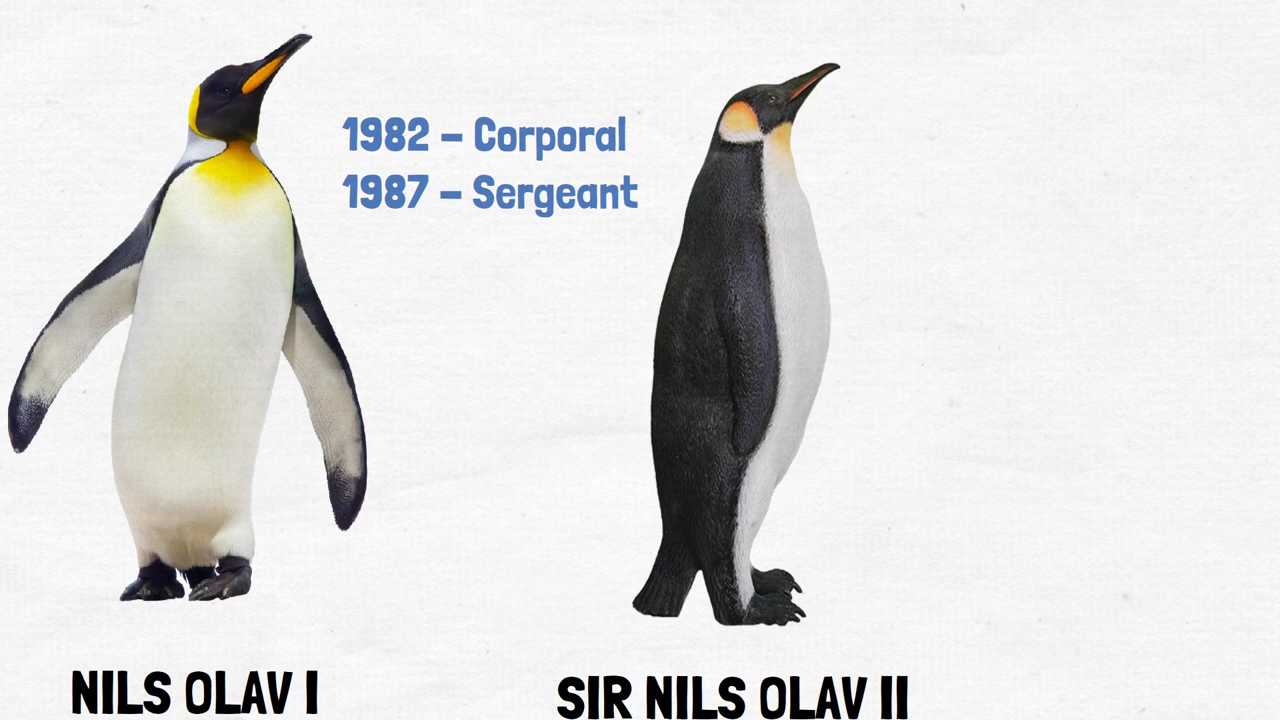 1982 – Corporal
1987 – Sergeant
NILS OLAV I
SIR NILS OLAV II